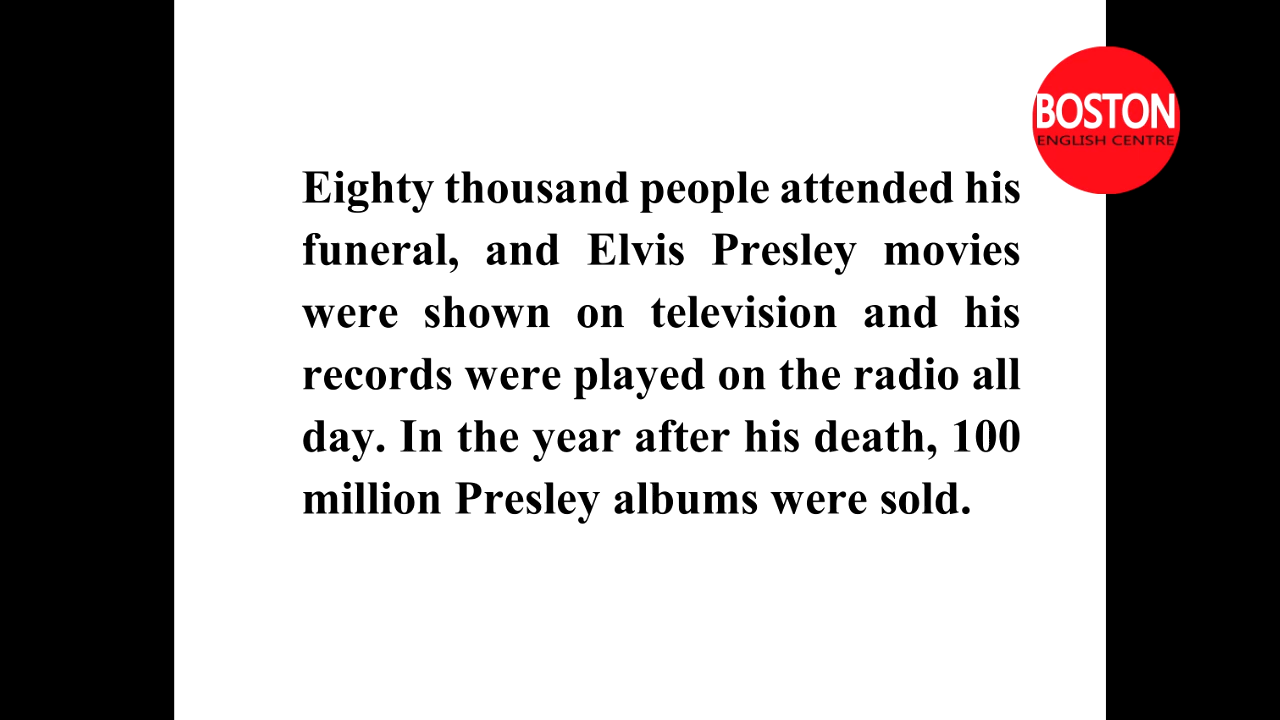 BOSTON
ENGLISH CENTRE
Eighty thousand people attended his
funeral, and Elvis Presley movies
were shown on television and his
records were played on the radio all
day. In the year after his death, 100
million Presley albums were sold.